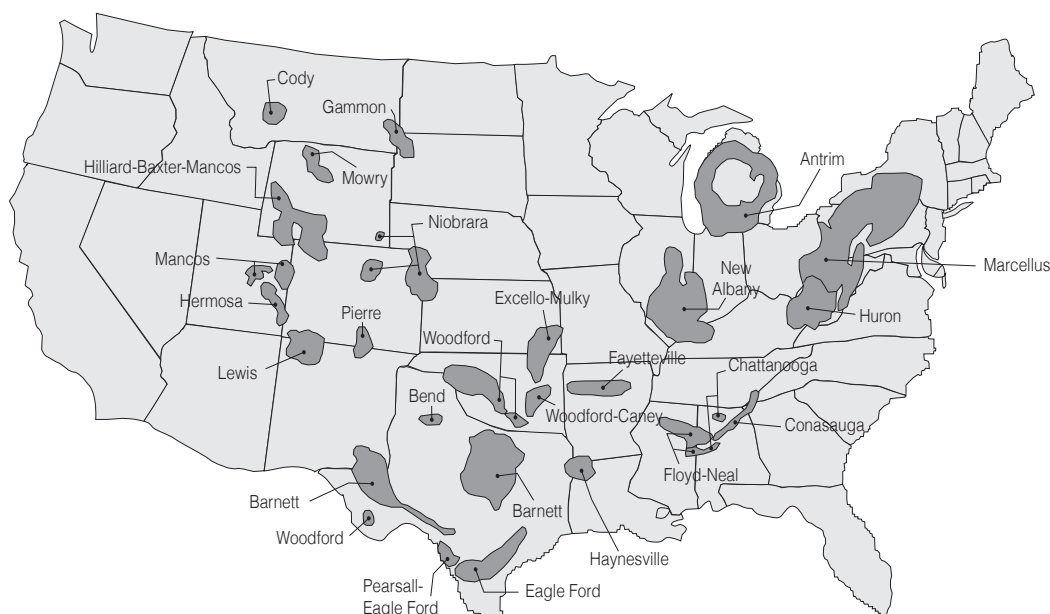 Cody
Gammon
Antrim
Hilliard-Baxter-Mancos
Mowry
Niobrara
Mancos
Marcellus
New
Albany
Hermosa
Excello-Mulky
Pierre
Huron
Woodford
Fayetteville
Chattanooga
Lewis
Bend
Woodford-Caney
Conasauga
Floyd-Neal
Barnett
Barnett
Woodford
Haynesville
Pearsall-
Eagle Ford
Eagle Ford